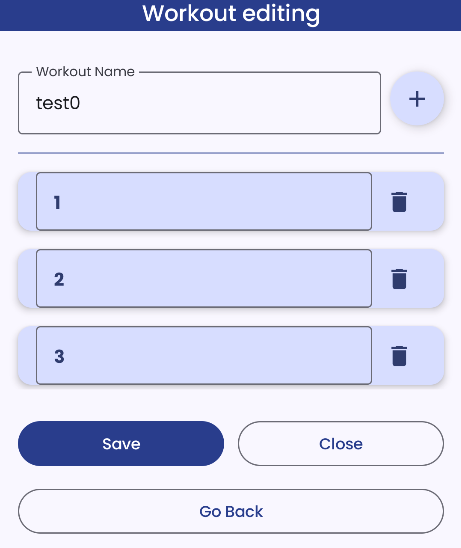 Workout editing
Workout Name
test0
+
1
2
3
Save
Close
Go Back